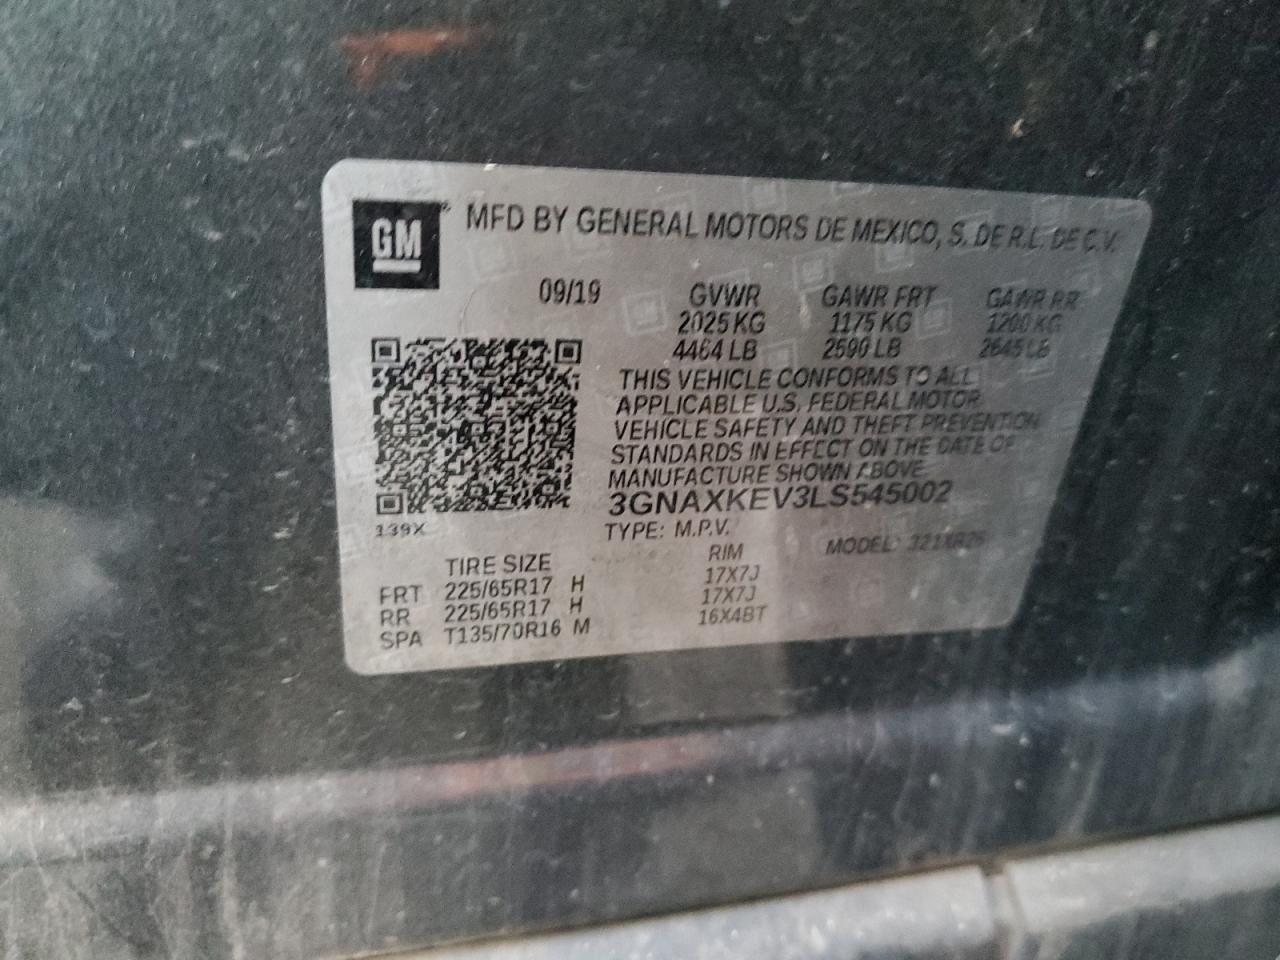 GM® MFD BY GENERAL MOTORS DE MEXICO, S. DE R.L. DE C.V.
09/19 GVWR GAWR FRT GAWR RR
2025 KG 1175 KG 1200 KG
4464 LB 2590 LB 2645 LB
THIS VEHICLE CONFORMS TO ALL
APPLICABLE U.S. FEDERAL MOTOR
VEHICLE SAFETY AND THEFT PREVENTION
STANDARDS IN EFFECT ON THE DATE OF
MANUFACTURE SHOWN ABOVE
3GNAXKEV3LS545002
139X
TYPE: M.P.V. MODEL:
TIRE SIZE RIM
FRT 225/65R17 H 17X7J
RR 225/65R17 H 17X7J
SPA T135/70R16 M 16X4BT